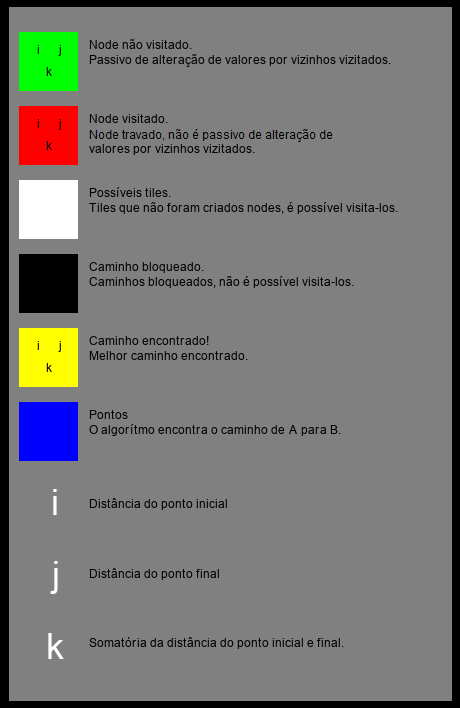 i j
k
Node não visitado.
Passivo de alteração de valores por vizinhos vizitados.
i j
k
Node visitado.
Node travado, não é passivo de alteração de
valores por vizinhos vizitados.
Possíveis tiles.
Tiles que não foram criados nodes, é possível visita-los.
Caminho bloqueado.
Caminhos bloqueados, não é possível visita-los.
i j
k
Caminho encontrado!
Melhor caminho encontrado.
Pontos
O algorítmo encontra o caminho de A para B.
i Distância do ponto inicial
j Distância do ponto final
k Somatória da distância do ponto inicial e final.